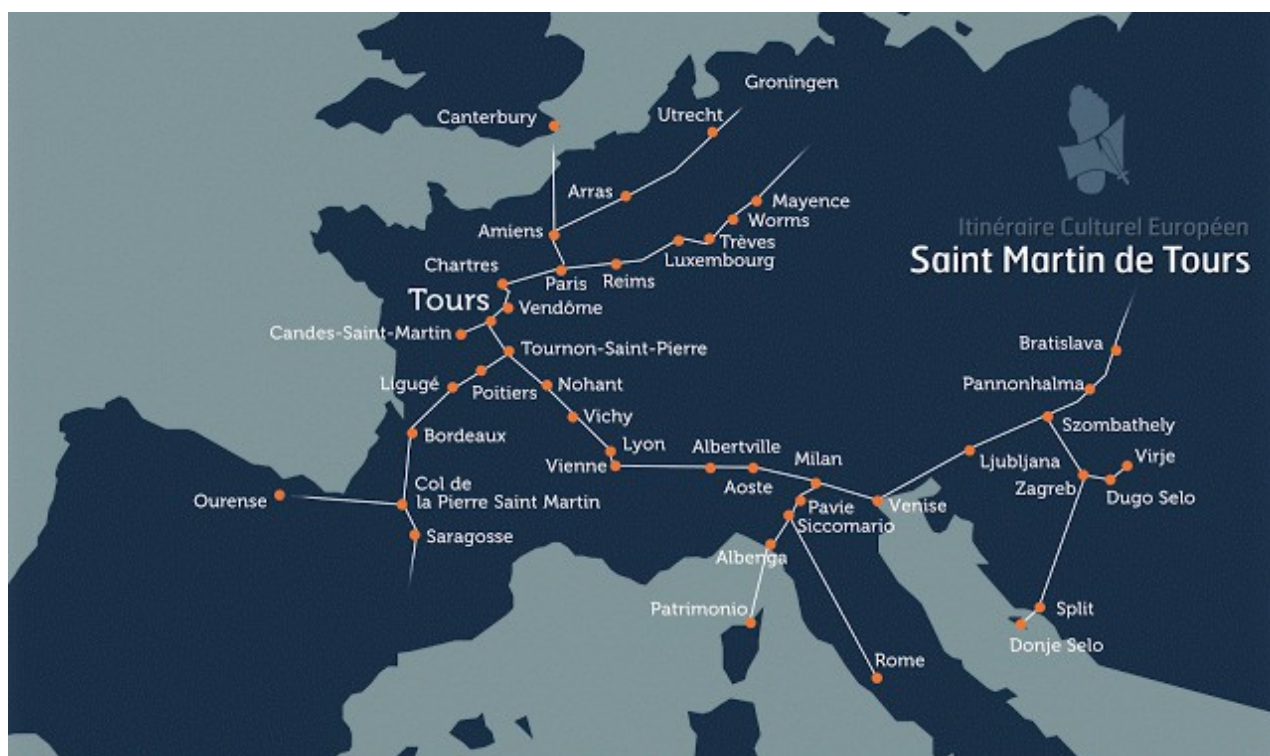 Groningen
Canterbury
Utrecht
Arras
Mayence
Worms
Amiens
Trèves
Itinéraire Culturel Européen
Luxembourg
Saint Martin de Tours
Chartres
Paris
Reims
Tours
Vendôme
Candes-Saint-Martin
Bratislava
Tournon-Saint-Pierre
Ligugé
Poitiers
Nohant
Pannonhalma
Vichy
Szombathely
Bordeaux
Lyon
Albertville
Milan
Ljubljana
Virje
Vienne
Col de
la Pierre Saint Martin
Aoste
Zagreb
Dugo Selo
Ourense
Pavie
Venise
Siccomario
Saragosse
Albenga
Patrimonio
Split
Donje Selo
Rome